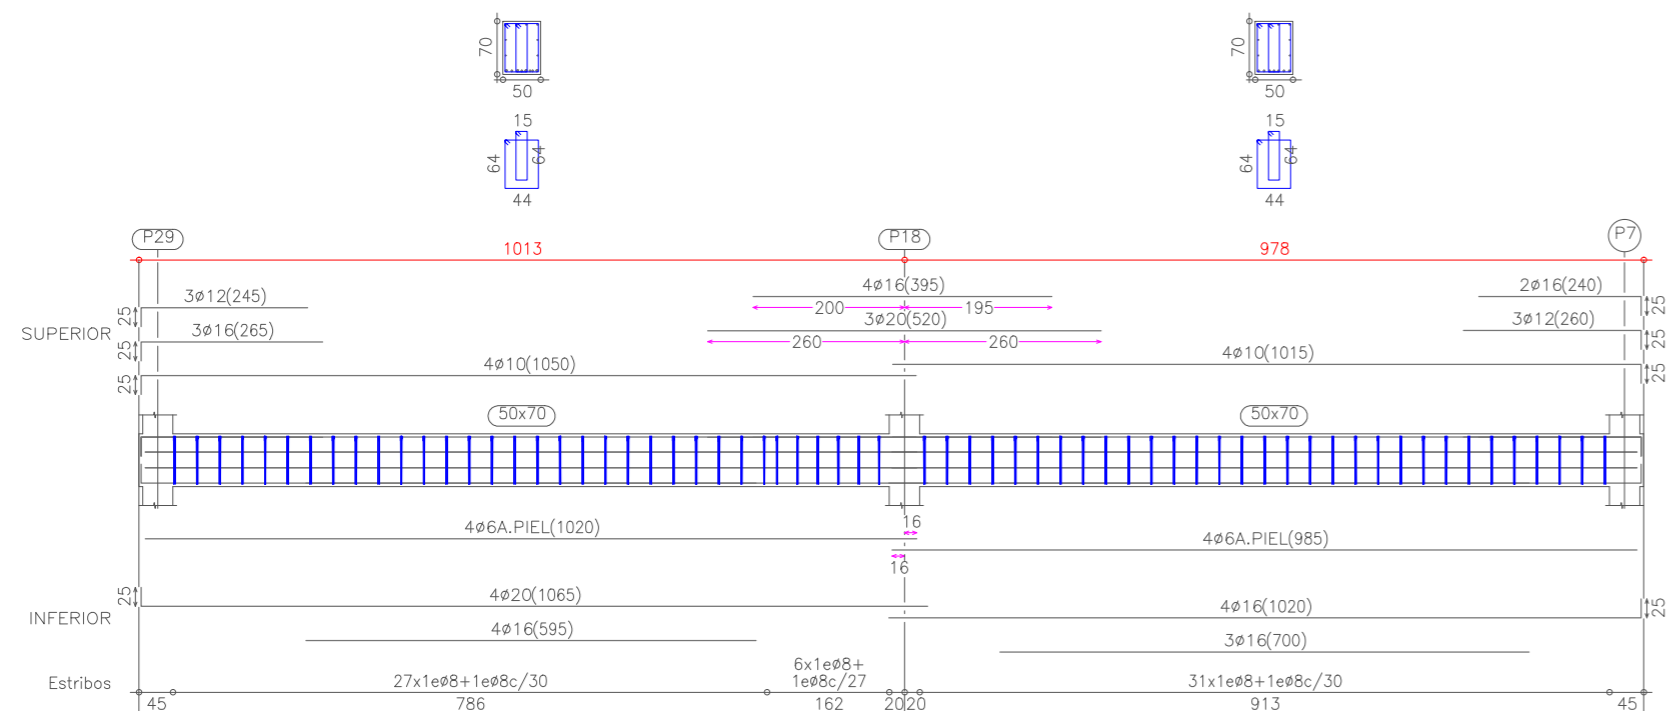 70 70
50 50
15 15
64 64 64 64
44 44
P29 P18 P7
1013 978
4ø16(395) 2ø16(240)
3ø12(245) 25 200 195 25
SUPERIOR 3ø20(520) 3ø12(260)
3ø16(265) 25 260 260 25
4ø10(1015)
4ø10(1050) 25 25
50x70 50x70
4ø6A.PIEL(1020) 16
4ø6A.PIEL(985)
16
25 4ø20(1065) 4ø16(1020) 25
INFERIOR
4ø16(595) 3ø16(700)
6x1eø8+
Estribos 27x1eø8+1eø8c/30 1eø8c/27 31x1eø8+1eø8c/30
45 786 162 20 20 913 45